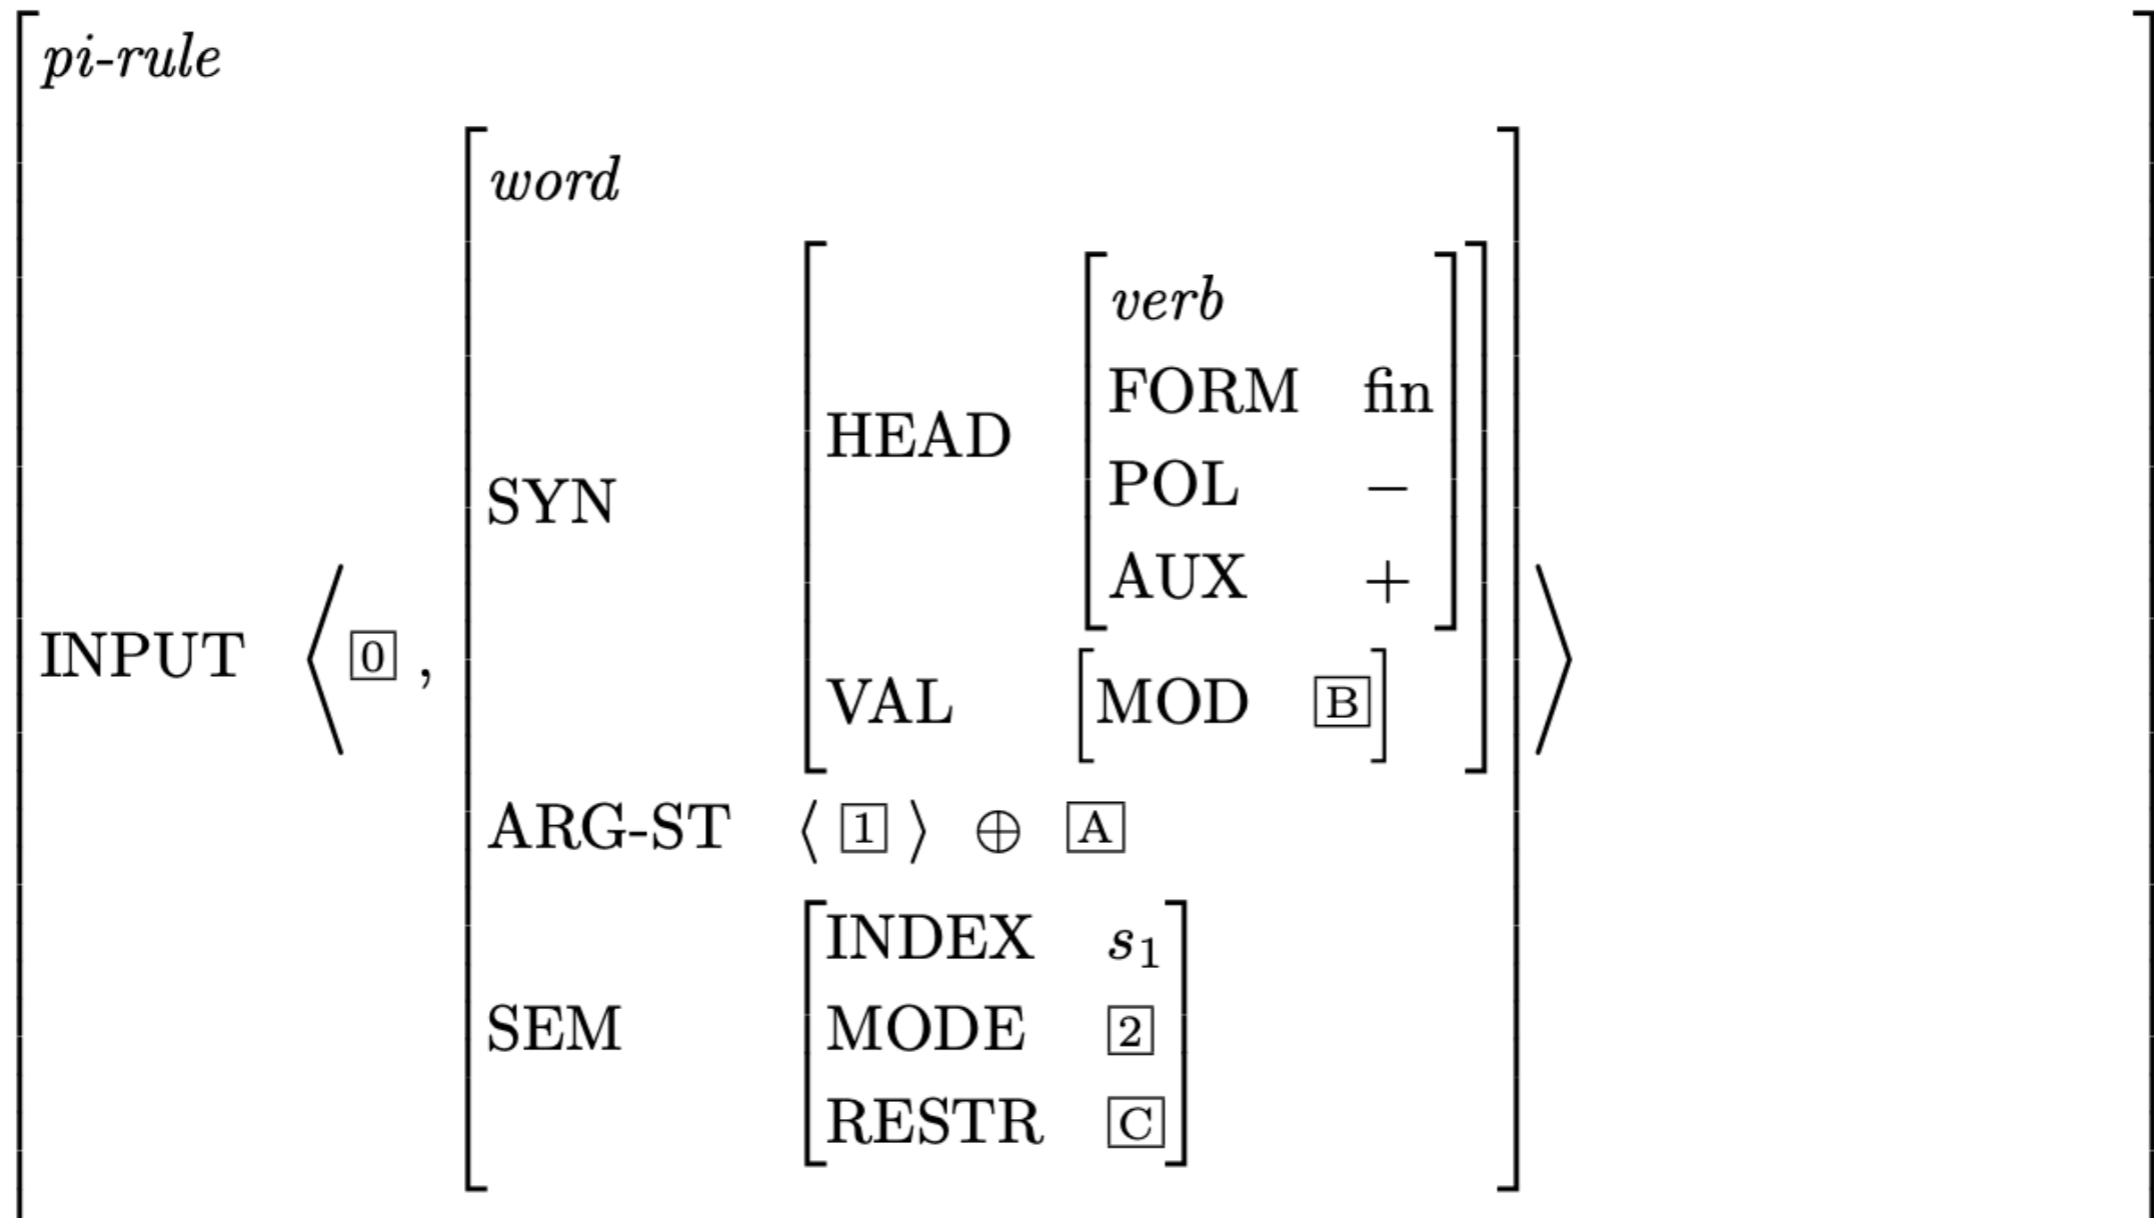 pi-rule
word
verb
FORM fin
HEAD
POL −
SYN
AUX +
INPUT ⟨ 0 ,
VAL [MOD B]
ARG-ST ⟨ 1 ⟩ ⊕ A
INDEX s₁
SEM MODE 2
RESTR C